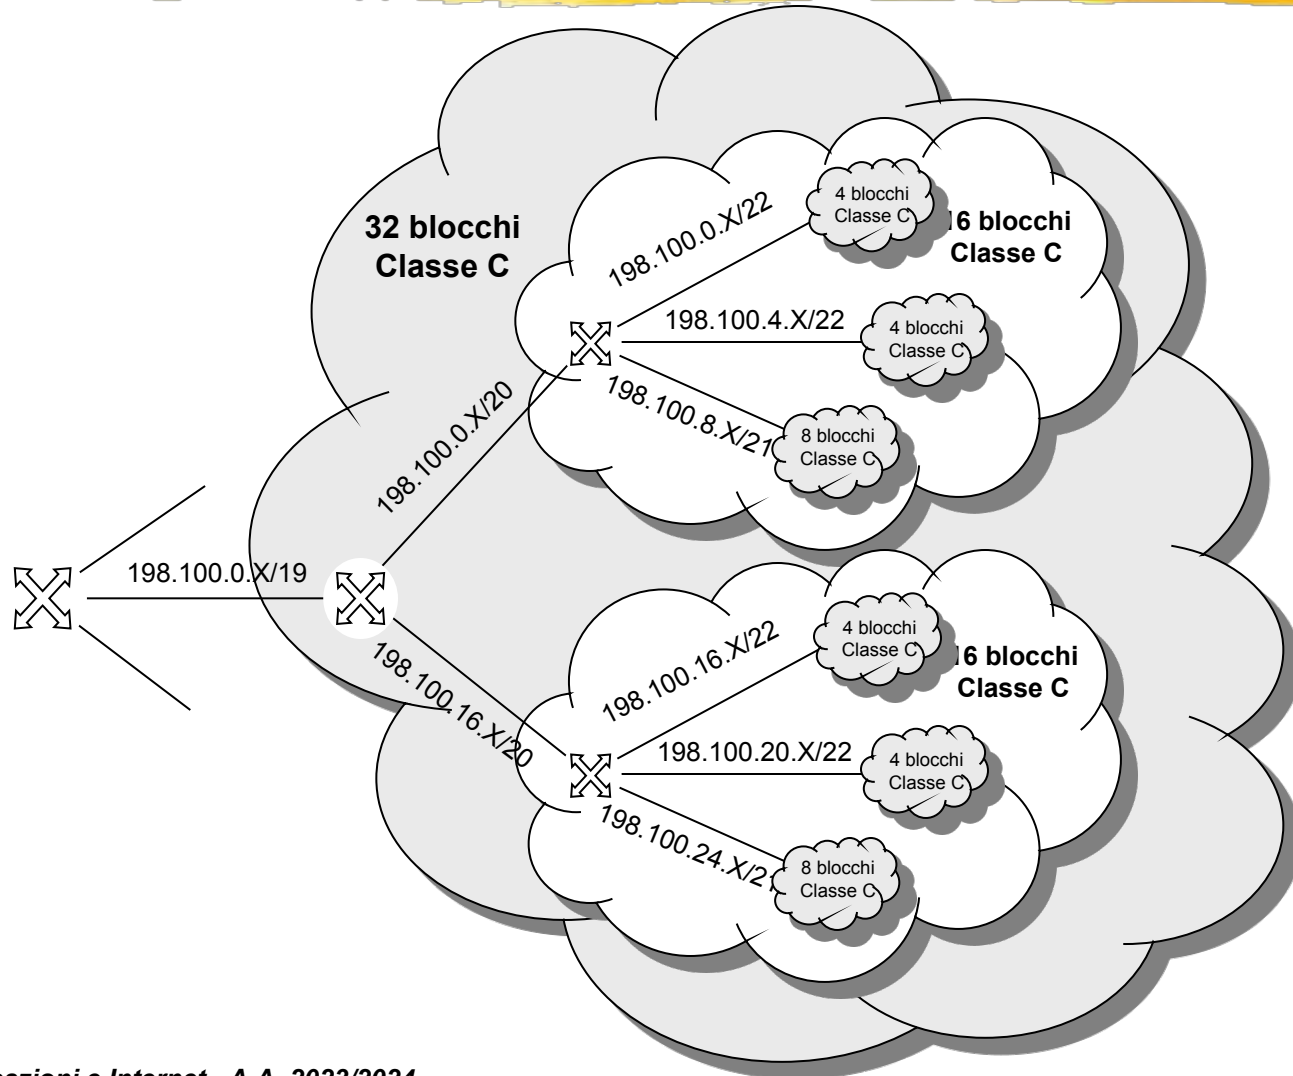 32 blocchi
Classe C
198.100.0.X/22
4 blocchi
Classe C
16 blocchi
Classe C
198.100.4.X/22
4 blocchi
Classe C
198.100.8.X/21
8 blocchi
Classe C
198.100.0.X/20
198.100.0.X/19
198.100.16.X/20
198.100.16.X/22
4 blocchi
Classe C
16 blocchi
Classe C
198.100.20.X/22
4 blocchi
Classe C
198.100.24.X/21
8 blocchi
Classe C
e Internet - A.A. 2023/2024